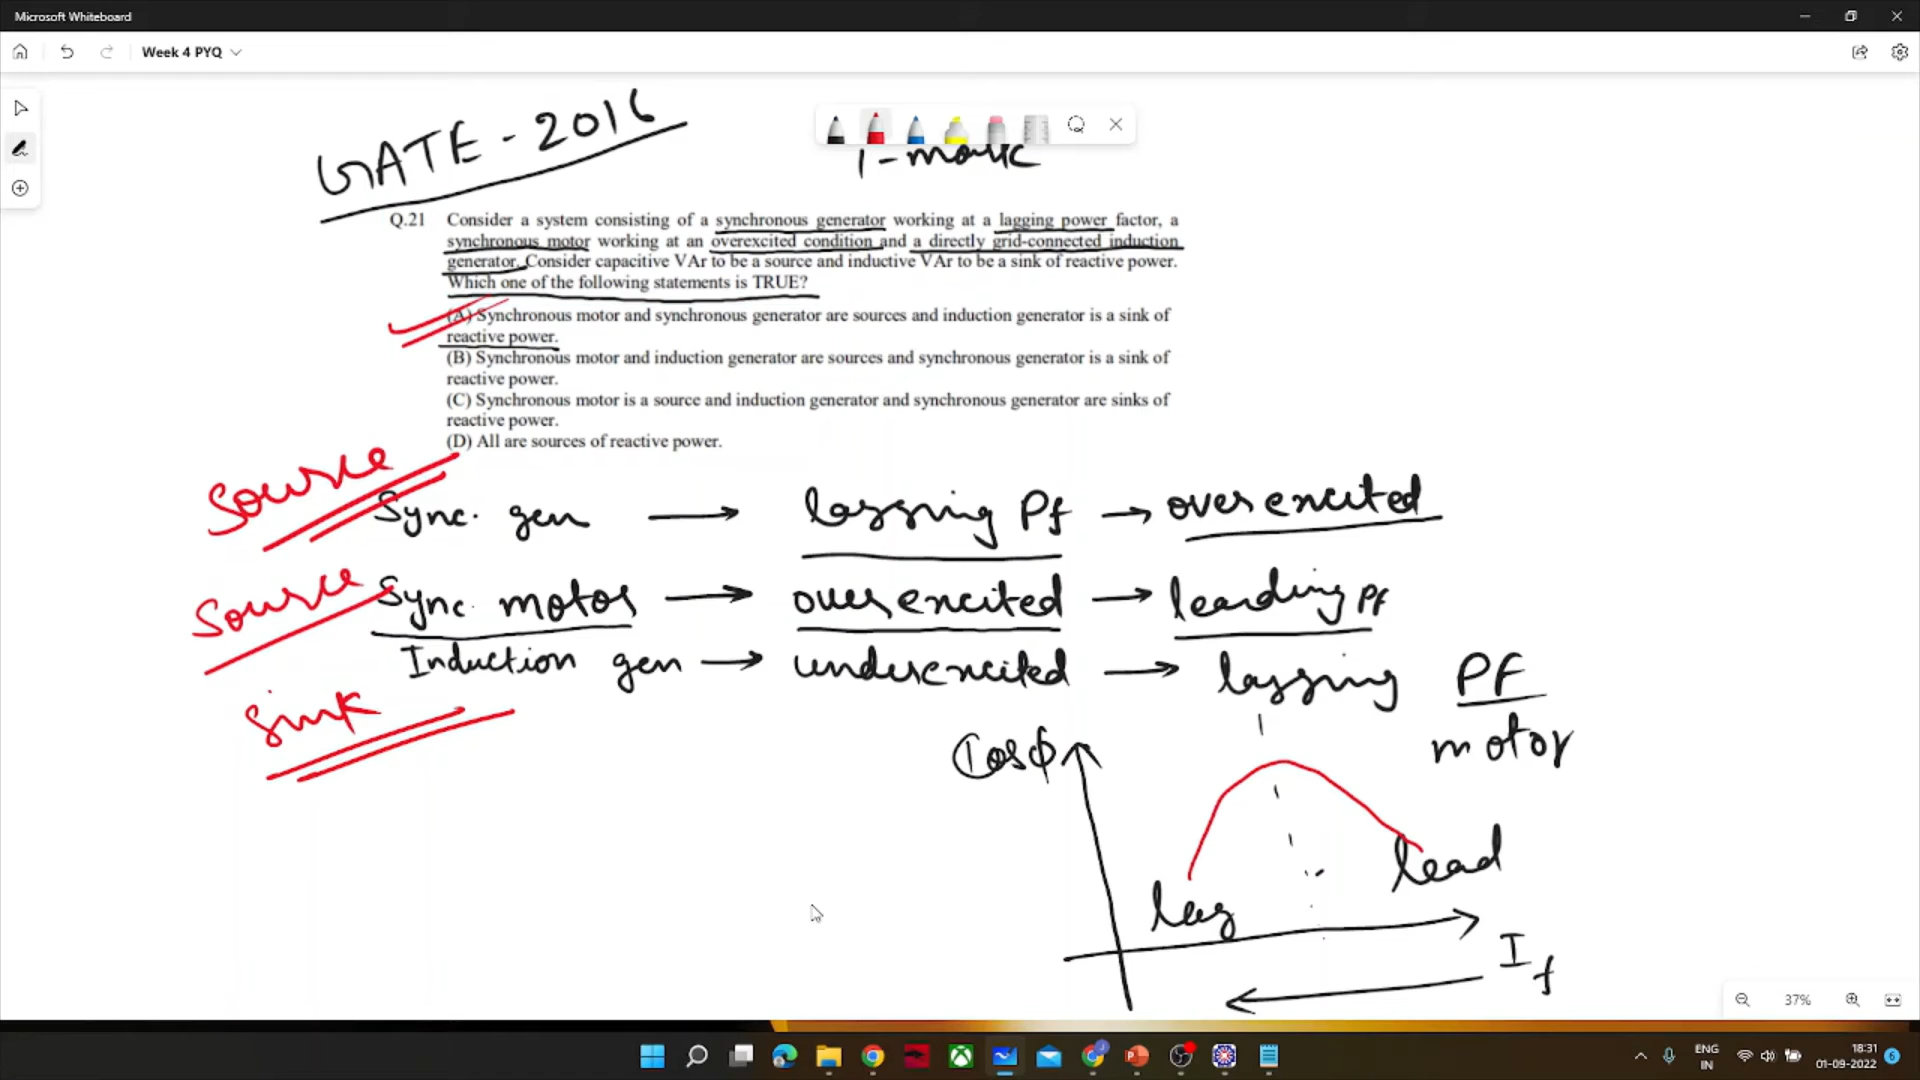 Microsoft Whiteboard
Week 4 PYQ
GATE - 2016
1 - mark
Q.21 Consider a system consisting of a synchronous generator working at a lagging power factor, a
synchronous motor working at an overexcited condition and a directly grid-connected induction
generator. Consider capacitive VAr to be a source and inductive VAr to be a sink of reactive power.
Which one of the following statements is TRUE?
(A) Synchronous motor and synchronous generator are sources and induction generator is a sink of
reactive power.
(B) Synchronous motor and induction generator are sources and synchronous generator is a sink of
reactive power.
(C) Synchronous motor is a source and induction generator and synchronous generator are sinks of
reactive power.
(D) All are sources of reactive power.
Source Sync. gen → lagging Pf → overexcited
Source Sync. motor → overexcited → leading Pf
Induction gen → underexcited → lagging PF
Sink
motor
Cosϕ
lead
lag
If
37%
ENG
IN
18:31
01-09-2022
6